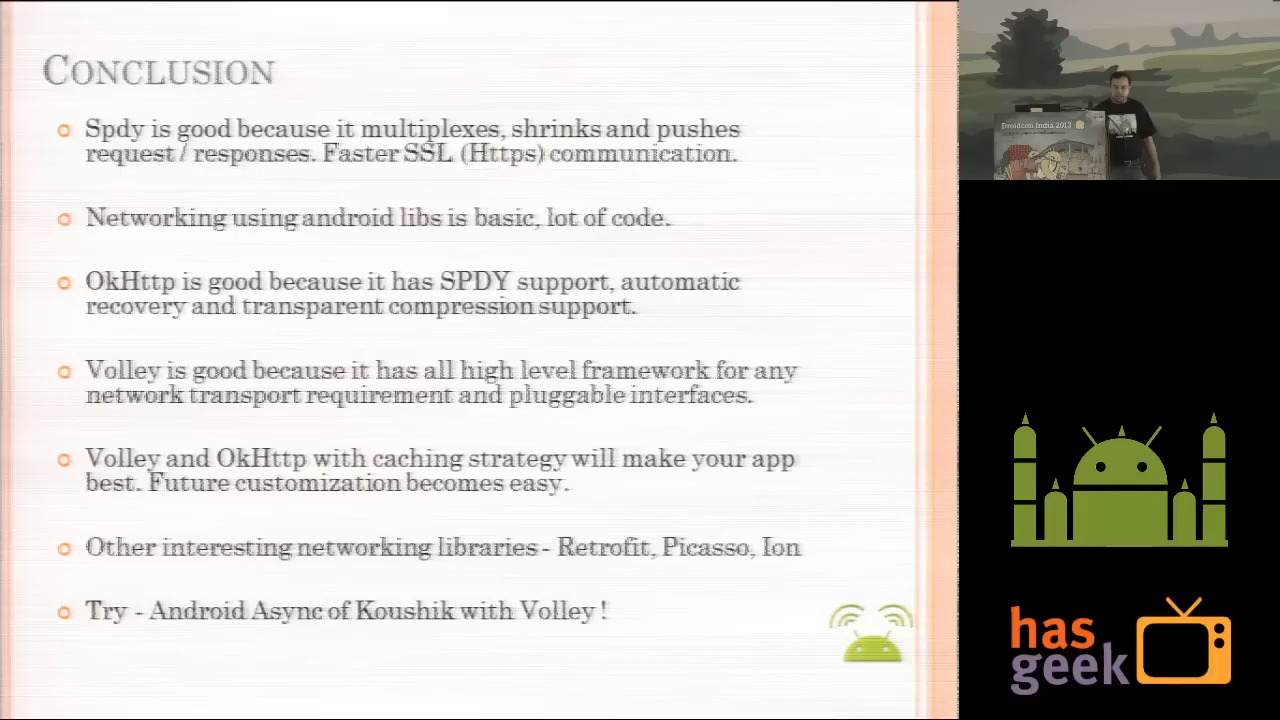 CONCLUSION
Spdy is good because it multiplexes, shrinks and pushes
request / responses. Faster SSL (Https) communication.
Networking using android libs is basic, lot of code.
OkHttp is good because it has SPDY support, automatic
recovery and transparent compression support.
Volley is good because it has all high level framework for any
network transport requirement and pluggable interfaces.
Volley and OkHttp with caching strategy will make your app
best. Future customization becomes easy.
Other interesting networking libraries - Retrofit, Picasso, Ion
Try - Android Async of Koushik with Volley !
Droidcon India 2013
has
geek